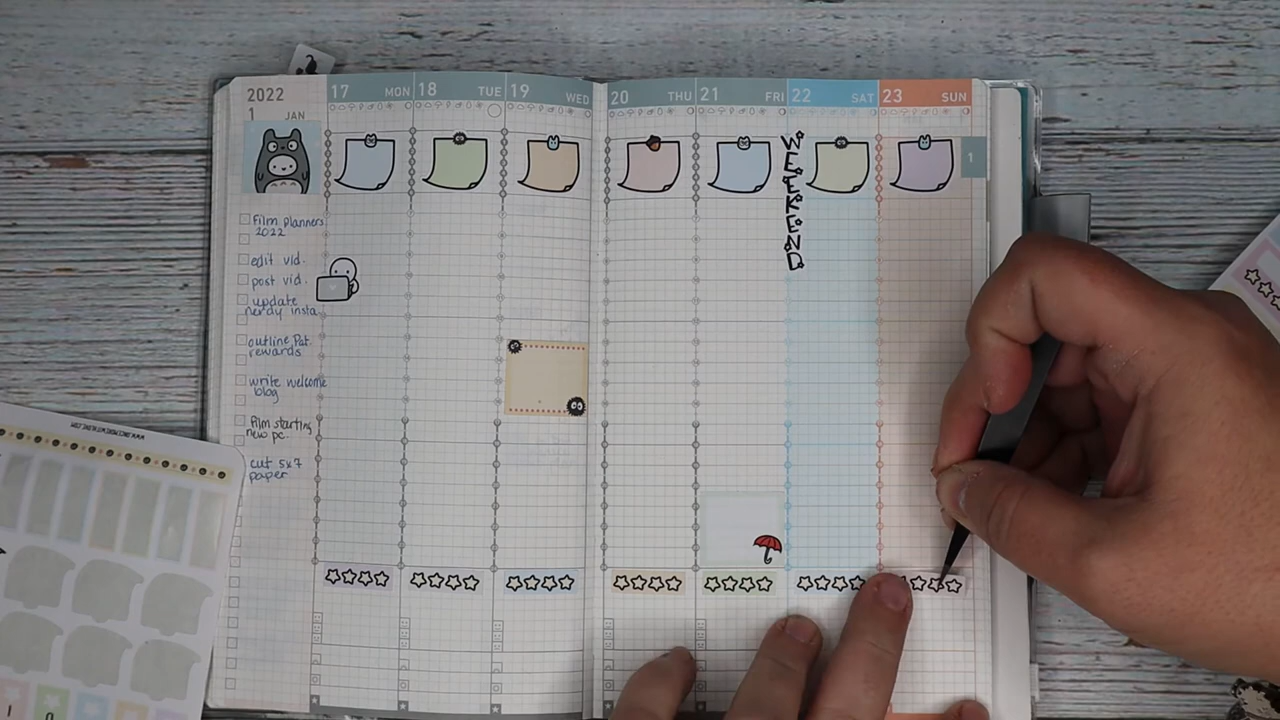 2022
1 JAN
17 MON
18 TUE
19 WED
20 THU
21 FRI
22 SAT
23 SUN
1
WEEKEND
Film planners
2022
edit vid.
post vid.
update
nerdy insta.
outline Pat.
rewards
write welcome
blog
Film starting
new pc.
cut 5x7
paper